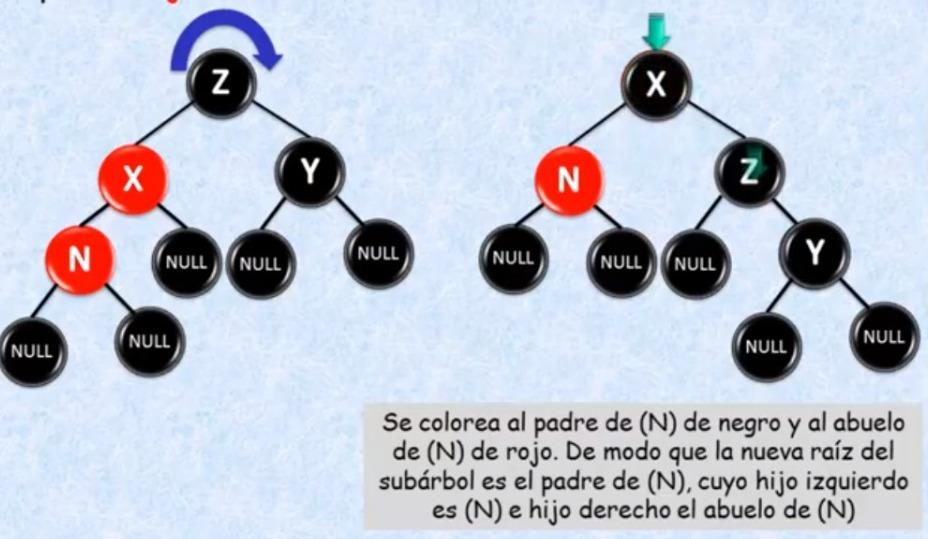 Z
X
X
Y
N
Z
N
NULL
NULL
NULL
NULL
NULL
NULL
Y
NULL
NULL
NULL
NULL
Se colorea al padre de (N) de negro y al abuelo
de (N) de rojo. De modo que la nueva raíz del
subárbol es el padre de (N), cuyo hijo izquierdo
es (N) e hijo derecho el abuelo de (N)